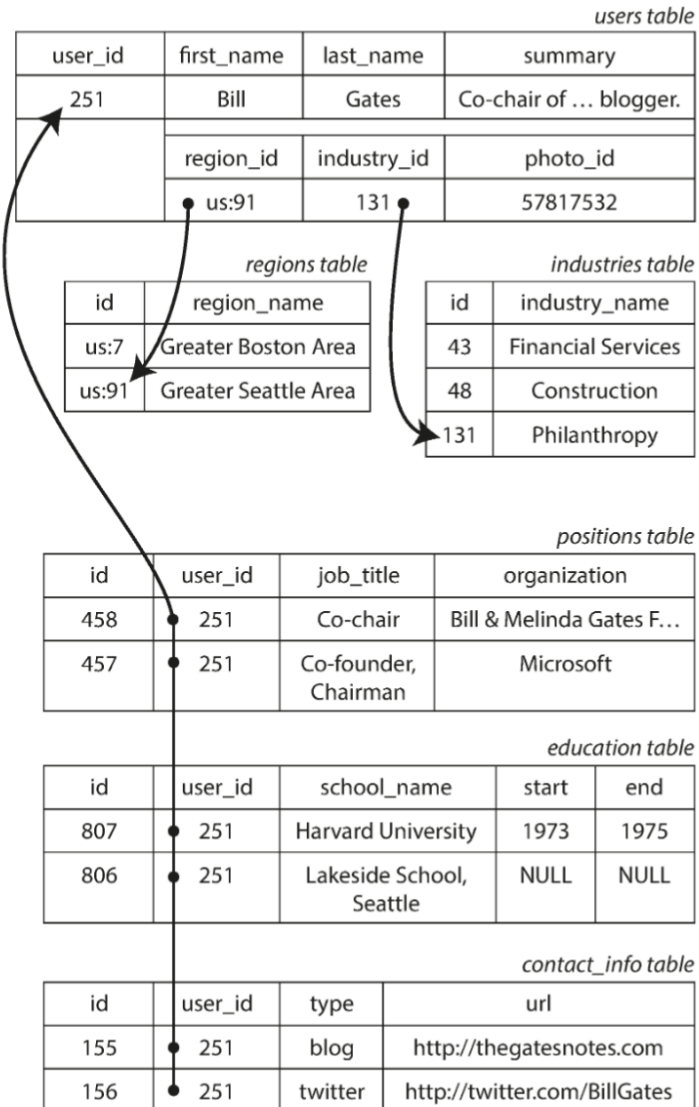 users table
user_id first_name last_name summary
251 Bill Gates Co-chair of … blogger.
region_id industry_id photo_id
us:91 131 57817532
regions table
id region_name
us:7 Greater Boston Area
us:91 Greater Seattle Area
industries table
id industry_name
43 Financial Services
48 Construction
131 Philanthropy
positions table
id user_id job_title organization
458 251 Co-chair Bill & Melinda Gates F…
457 251 Co-founder, Microsoft
Chairman
education table
id user_id school_name start end
807 251 Harvard University 1973 1975
806 251 Lakeside School, NULL NULL
Seattle
contact_info table
id user_id type url
155 251 blog http://thegatesnotes.com
156 251 twitter http://twitter.com/BillGates